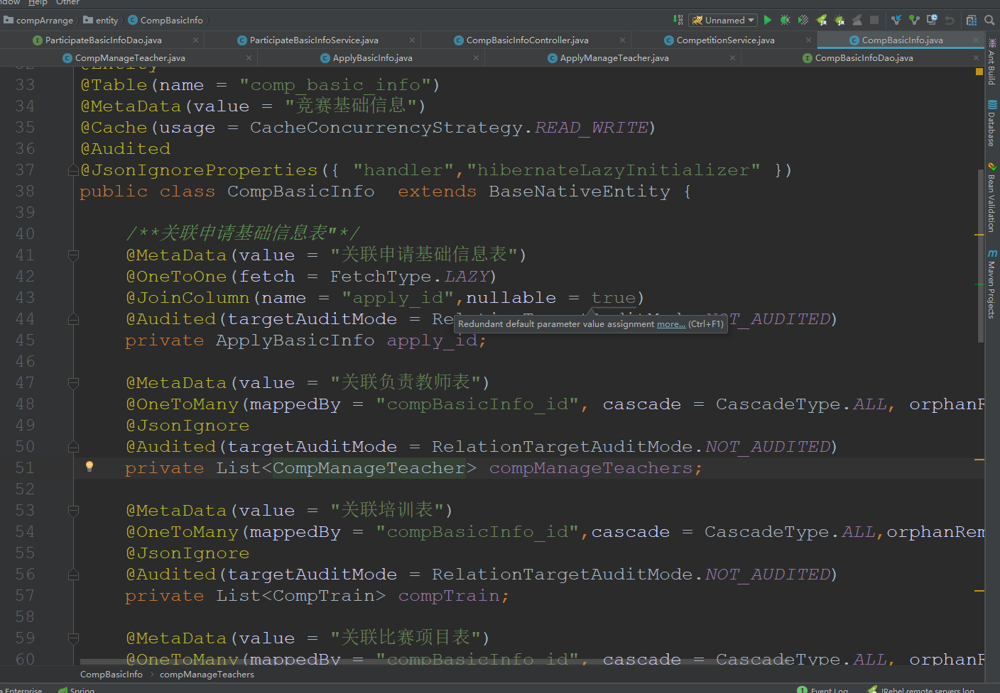 ndow Help Other
compArrange entity CompBasicInfo Unnamed
ParticipateBasicInfoDao.java ParticipateBasicInfoService.java CompBasicInfoController.java CompetitionService.java CompBasicInfo.java
CompManageTeacher.java ApplyBasicInfo.java ApplyManageTeacher.java CompBasicInfoDao.java
32 @Entity
33 @Table(name = "comp_basic_info")
34 @MetaData(value = "竞赛基础信息")
35 @Cache(usage = CacheConcurrencyStrategy.READ_WRITE)
36 @Audited
37 @JsonIgnoreProperties({ "handler","hibernateLazyInitializer" })
38 public class CompBasicInfo  extends BaseNativeEntity {
39
40 /**关联申请基础信息表"*/
41 @MetaData(value = "关联申请基础信息表")
42 @OneToOne(fetch = FetchType.LAZY)
43 @JoinColumn(name = "apply_id",nullable = true)
44 @Audited(targetAuditMode = Re NOT_AUDITED)
Redundant default parameter value assignment more... (Ctrl+F1)
45 private ApplyBasicInfo apply_id;
46
47 @MetaData(value = "关联负责教师表")
48 @OneToMany(mappedBy = "compBasicInfo_id", cascade = CascadeType.ALL, orphanR
49 @JsonIgnore
50 @Audited(targetAuditMode = RelationTargetAuditMode.NOT_AUDITED)
51 private List<CompManageTeacher> compManageTeachers;
52
53 @MetaData(value = "关联培训表")
54 @OneToMany(mappedBy = "compBasicInfo_id",cascade = CascadeType.ALL,orphanRem
55 @JsonIgnore
56 @Audited(targetAuditMode = RelationTargetAuditMode.NOT_AUDITED)
57 private List<CompTrain> compTrain;
58
59 @MetaData(value = "关联比赛项目表")
60 @OneToMany(mappedBy = "compBasicInfo_id", cascade = CascadeType.ALL, orphanR
CompBasicInfo compManageTeachers
a Enterprise Spring 1 Event Log JRebel remote servers log
Ant Build
Database
Bean Validation
Maven Projects